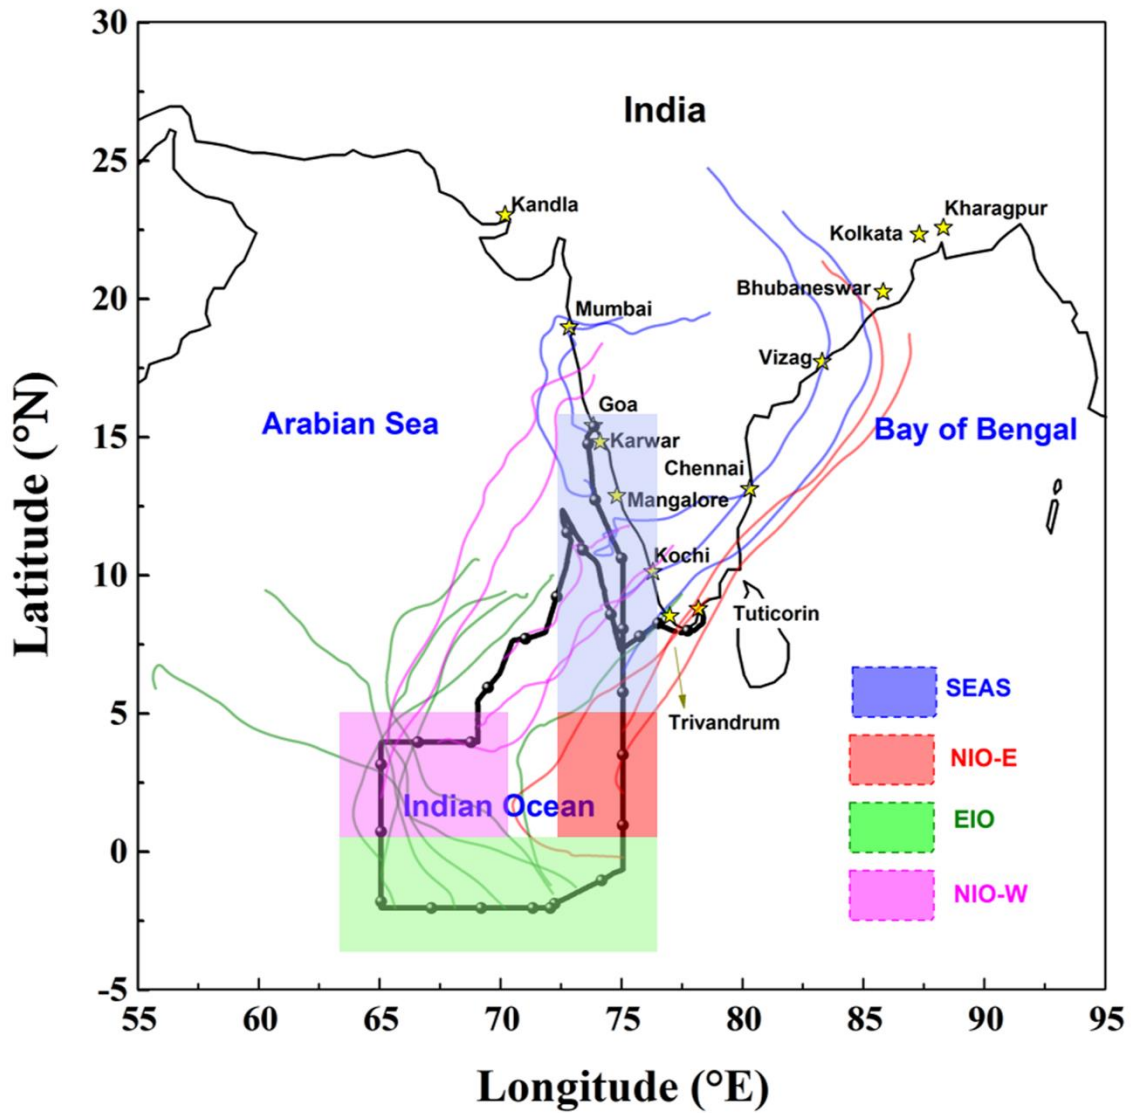 30
25
20
15
10
5
0
-5
55
60
65
70
75
80
85
90
95
Latitude (°N)
Longitude (°E)
India
Kandla
Kharagpur
Kolkata
Bhubaneswar
Mumbai
Vizag
Goa
Arabian Sea
Bay of Bengal
Karwar
Chennai
Mangalore
Kochi
Tuticorin
Trivandrum
Indian Ocean
SEAS
NIO-E
EIO
NIO-W